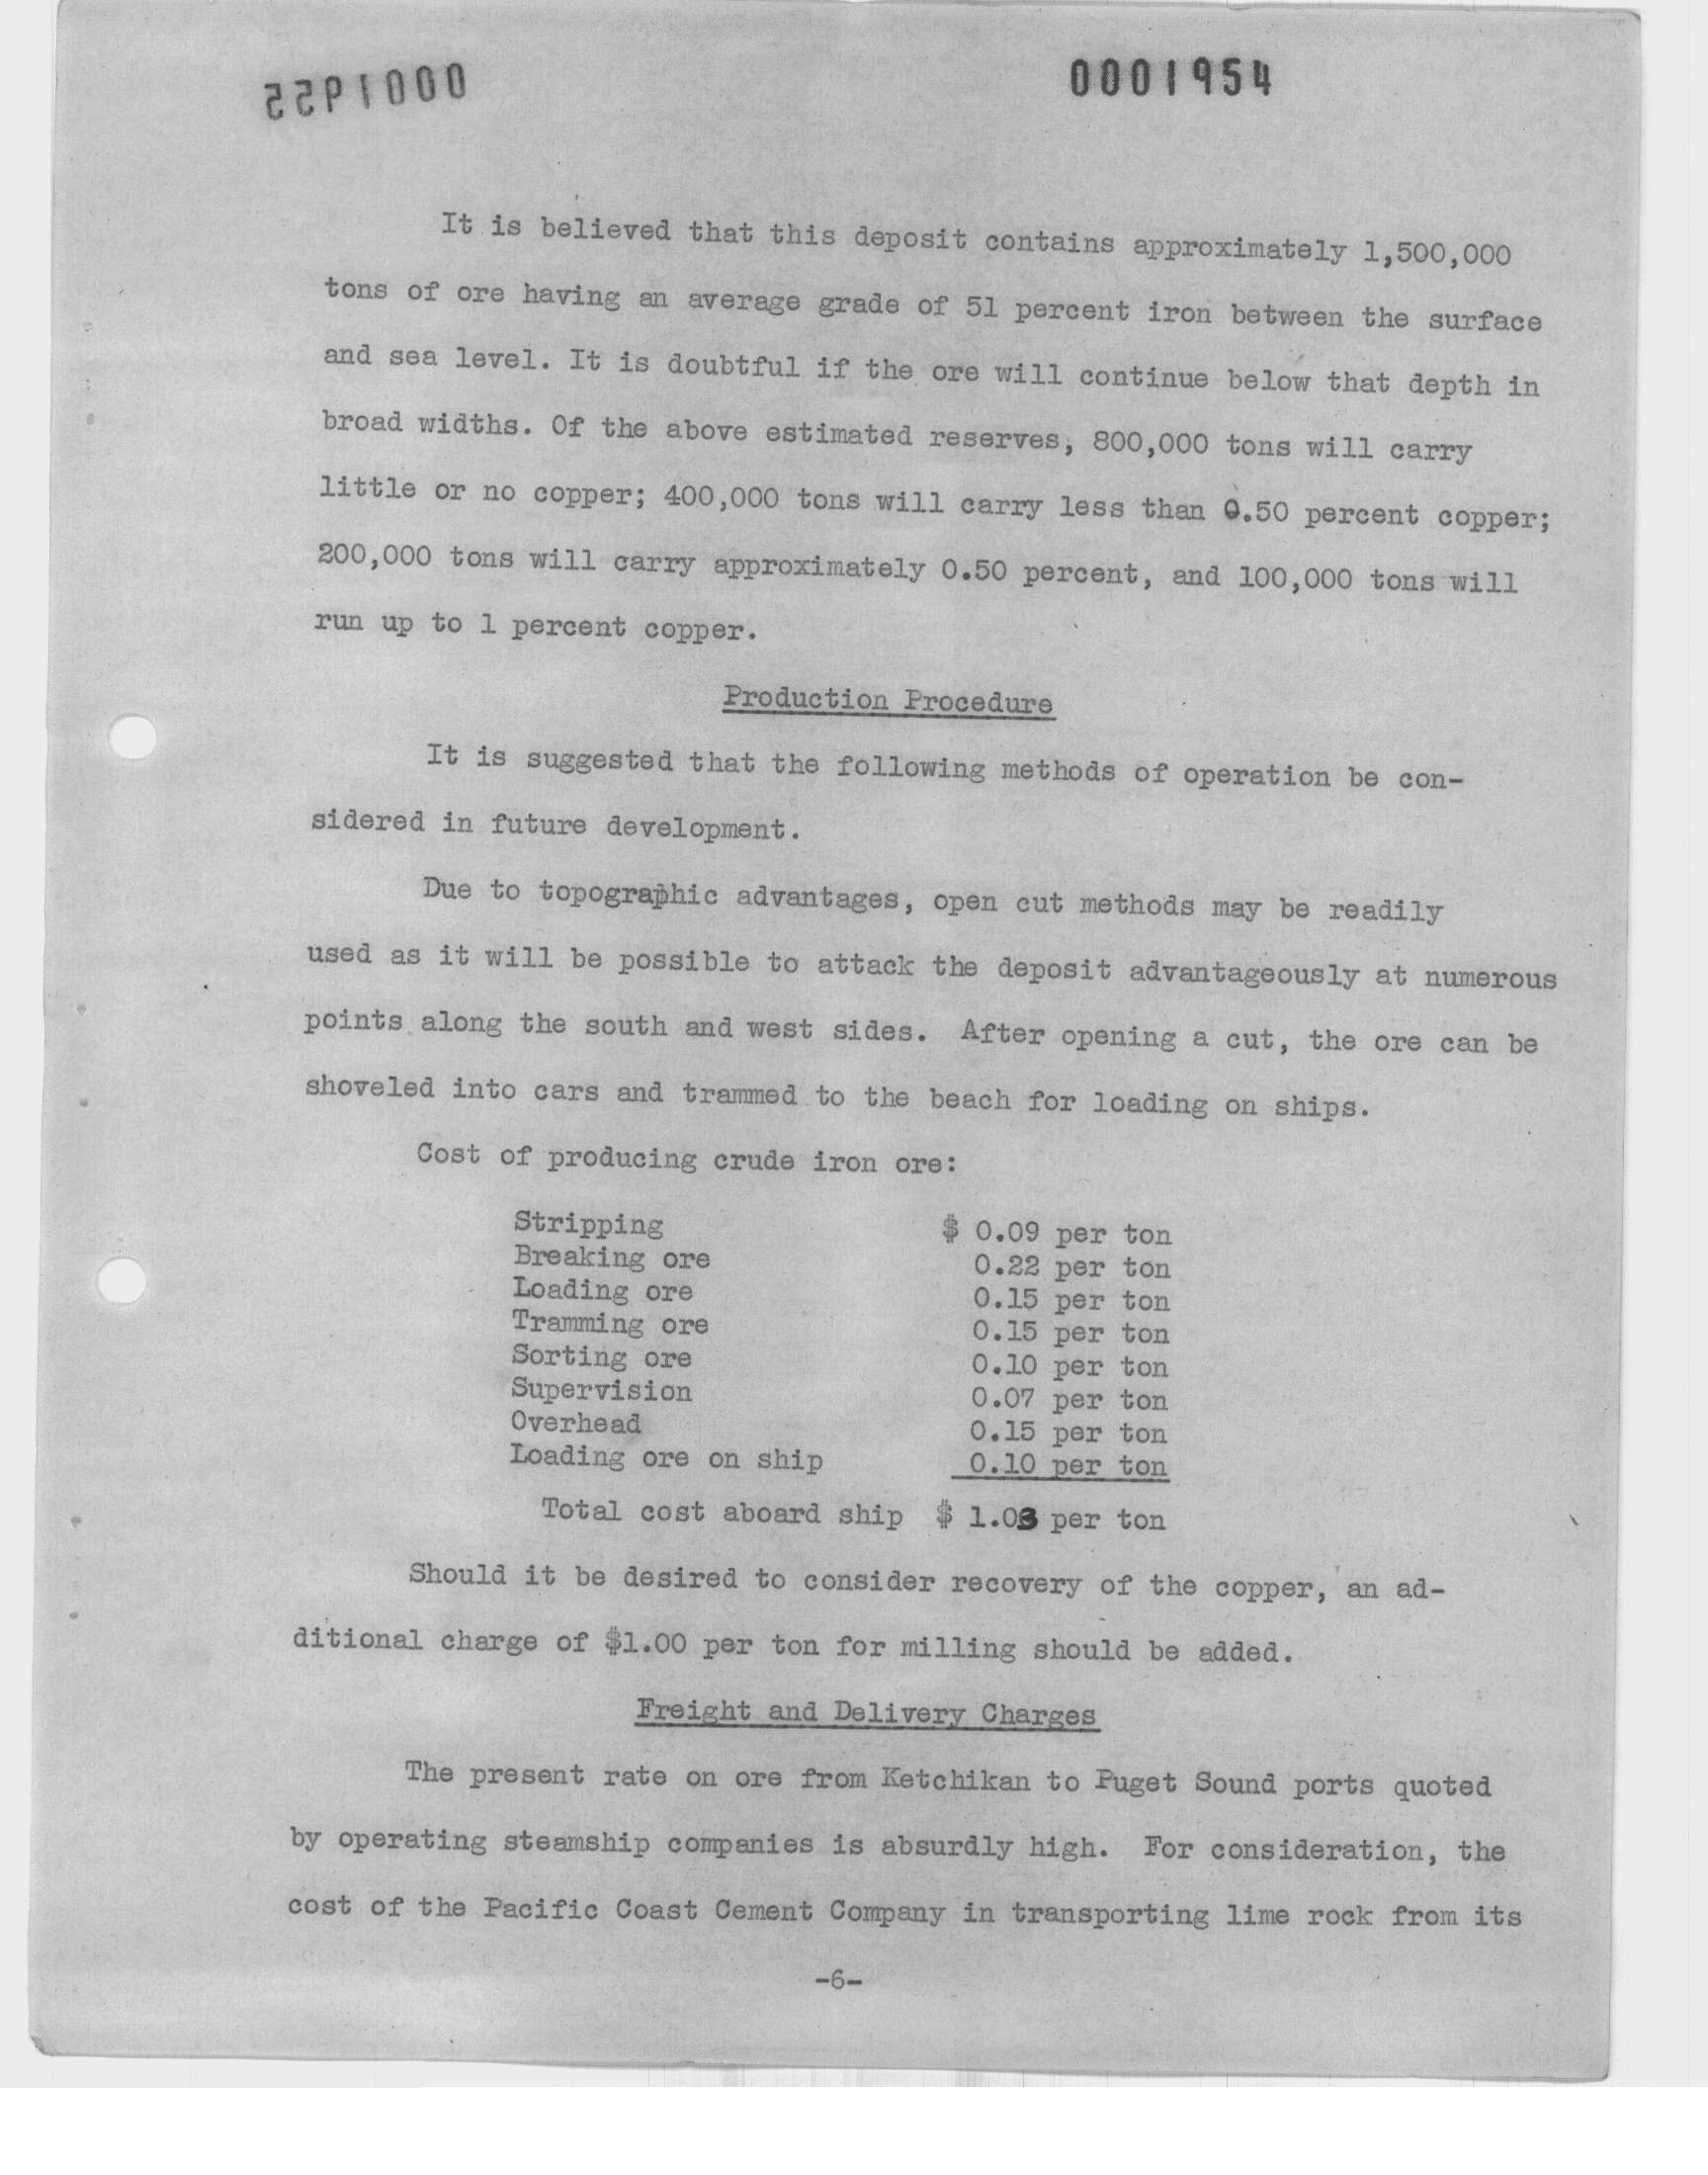 0001955
0001954
It is believed that this deposit contains approximately 1,500,000
tons of ore having an average grade of 51 percent iron between the surface
and sea level. It is doubtful if the ore will continue below that depth in
broad widths. Of the above estimated reserves, 800,000 tons will carry
little or no copper; 400,000 tons will carry less than 0.50 percent copper;
200,000 tons will carry approximately 0.50 percent, and 100,000 tons will
run up to 1 percent copper.
Production Procedure
It is suggested that the following methods of operation be con-
sidered in future development.
Due to topographic advantages, open cut methods may be readily
used as it will be possible to attack the deposit advantageously at numerous
points along the south and west sides. After opening a cut, the ore can be
shoveled into cars and trammed to the beach for loading on ships.
Cost of producing crude iron ore:
Stripping $ 0.09 per ton
Breaking ore 0.22 per ton
Loading ore 0.15 per ton
Tramming ore 0.15 per ton
Sorting ore 0.10 per ton
Supervision 0.07 per ton
Overhead 0.15 per ton
Loading ore on ship 0.10 per ton
Total cost aboard ship $ 1.03 per ton
Should it be desired to consider recovery of the copper, an ad-
ditional charge of $1.00 per ton for milling should be added.
Freight and Delivery Charges
The present rate on ore from Ketchikan to Puget Sound ports quoted
by operating steamship companies is absurdly high. For consideration, the
cost of the Pacific Coast Cement Company in transporting lime rock from its
-6-